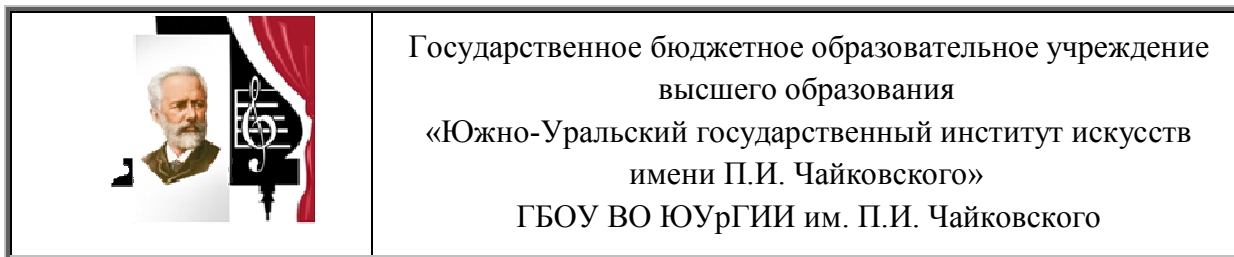 Государственное бюджетное образовательное учреждение
высшего образования
«Южно-Уральский государственный институт искусств
имени П.И. Чайковского»
ГБОУ ВО ЮУрГИИ им. П.И. Чайковского